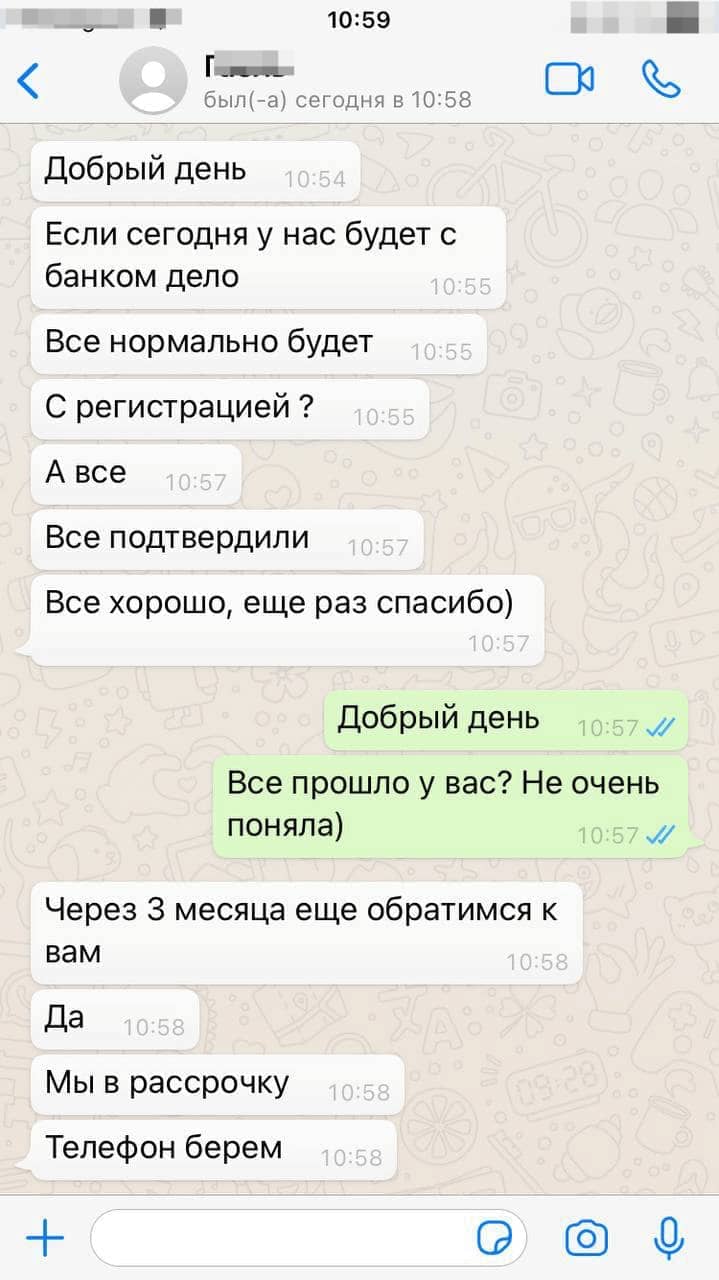 10:59
был(-а) сегодня в 10:58
Добрый день 10:54
Если сегодня у нас будет с
банком дело 10:55
Все нормально будет 10:55
С регистрацией ? 10:55
А все 10:57
Все подтвердили 10:57
Все хорошо, еще раз спасибо)
10:57
Добрый день 10:57
Все прошло у вас? Не очень
поняла) 10:57
Через 3 месяца еще обратимся к
вам 10:58
Да 10:58
Мы в рассрочку 10:58
Телефон берем 10:58